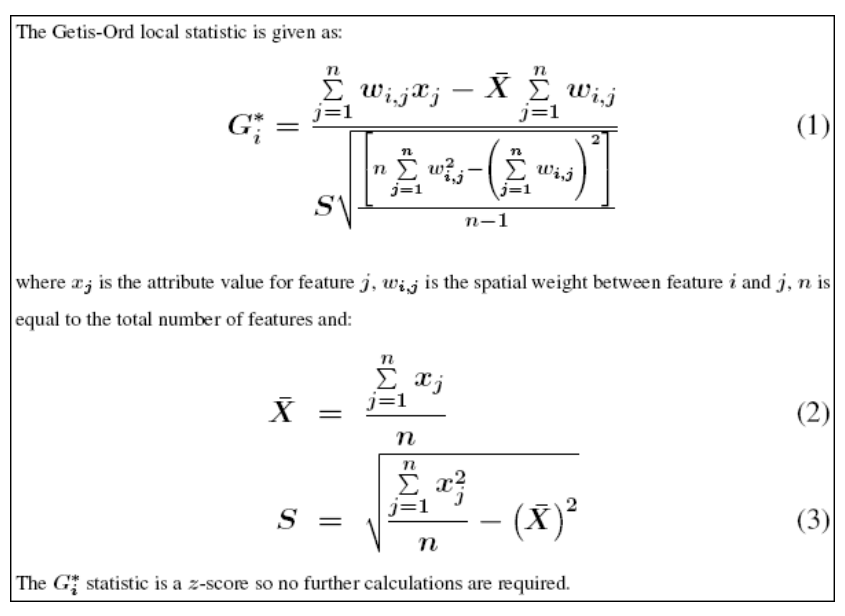 The Getis-Ord local statistic is given as:
$$G_i^* = \frac{\sum_{j=1}^{n} w_{i,j}x_j - \bar{X} \sum_{j=1}^{n} w_{i,j}}{S\sqrt{\frac{\left[n \sum_{j=1}^{n} w_{i,j}^2 - \left(\sum_{j=1}^{n} w_{i,j}\right)^2\right]}{n-1}}} \quad (1)$$
where $x_j$ is the attribute value for feature $j$, $w_{i,j}$ is the spatial weight between feature $i$ and $j$, $n$ is
equal to the total number of features and:
$$\bar{X} = \frac{\sum_{j=1}^{n} x_j}{n} \quad (2)$$
$$S = \sqrt{\frac{\sum_{j=1}^{n} x_j^2}{n} - \left(\bar{X}\right)^2} \quad (3)$$
The $G_i^*$ statistic is a $z$-score so no further calculations are required.